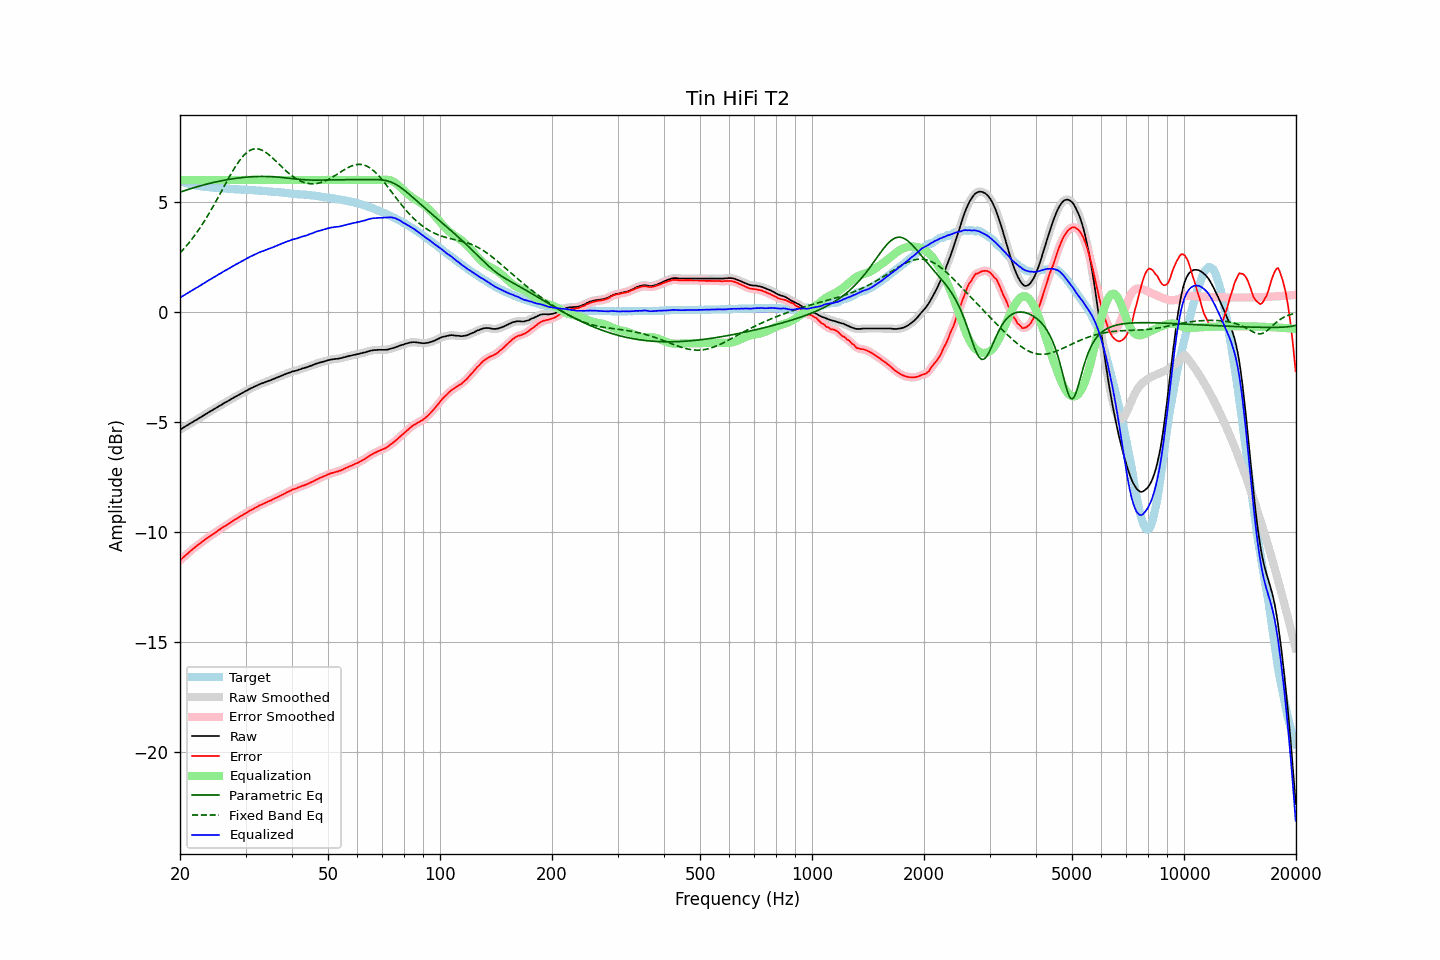 Tin HiFi T2
Amplitude (dBr)
5
0
−5
−10
−15
−20
Target
Raw Smoothed
Error Smoothed
Raw
Error
Equalization
Parametric Eq
Fixed Band Eq
Equalized
20 50 100 200 500 1000 2000 5000 10000 20000
Frequency (Hz)